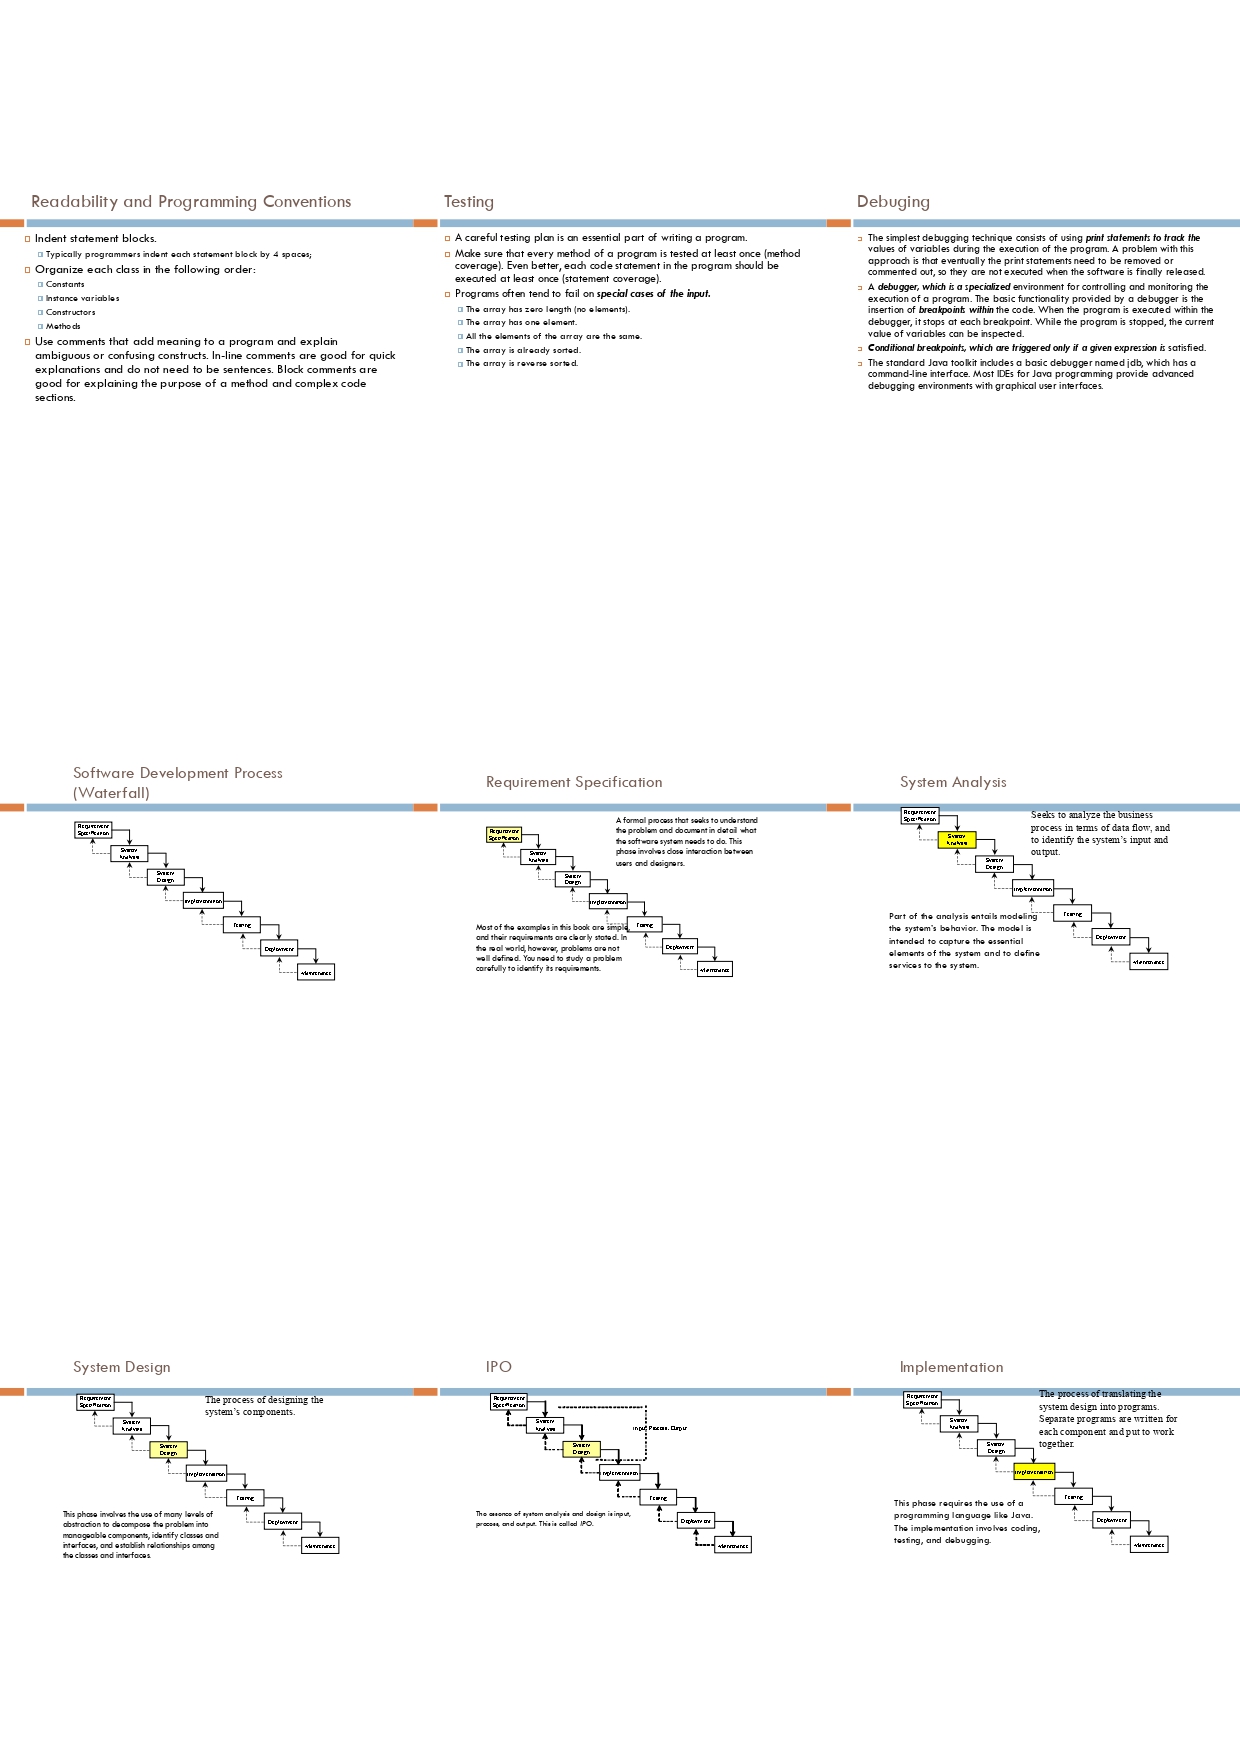 Readability and Programming Conventions
Indent statement blocks.
Typically programmers indent each statement block by 4 spaces;
Organize each class in the following order:
Constants
Instance variables
Constructors
Methods
Use comments that add meaning to a program and explain
ambiguous or confusing constructs. In-line comments are good for quick
explanations and do not need to be sentences. Block comments are
good for explaining the purpose of a method and complex code
sections.
Testing
A careful testing plan is an essential part of writing a program.
Make sure that every method of a program is tested at least once (method
coverage). Even better, each code statement in the program should be
executed at least once (statement coverage).
Programs often tend to fail on special cases of the input.
The array has zero length (no elements).
The array has one element.
All the elements of the array are the same.
The array is already sorted.
The array is reverse sorted.
Debuging
The simplest debugging technique consists of using print statements to track the
values of variables during the execution of the program. A problem with this
approach is that eventually the print statements need to be removed or
commented out, so they are not executed when the software is finally released.
A debugger, which is a specialized environment for controlling and monitoring the
execution of a program. The basic functionality provided by a debugger is the
insertion of breakpoints within the code. When the program is executed within the
debugger, it stops at each breakpoint. While the program is stopped, the current
value of variables can be inspected.
Conditional breakpoints, which are triggered only if a given expression is satisfied.
The standard Java toolkit includes a basic debugger named jdb, which has a
command-line interface. Most IDEs for Java programming provide advanced
debugging environments with graphical user interfaces.
Software Development Process
(Waterfall)
Requirement
Specification
System
Analysis
System
Design
Implementation
Testing
Deployment
Maintenance
Requirement Specification
A formal process that seeks to understand
the problem and document in detail what
the software system needs to do. This
phase involves close interaction between
users and designers.
Requirement
Specification
System
Analysis
System
Design
Implementation
Testing
Deployment
Maintenance
Most of the examples in this book are simple,
and their requirements are clearly stated. In
the real world, however, problems are not
well defined. You need to study a problem
carefully to identify its requirements.
System Analysis
Seeks to analyze the business
process in terms of data flow, and
to identify the system's input and
output.
Requirement
Specification
System
Analysis
System
Design
Implementation
Testing
Deployment
Maintenance
Part of the analysis entails modeling
the system's behavior. The model is
intended to capture the essential
elements of the system and to define
services to the system.
System Design
The process of designing the
system's components.
Requirement
Specification
System
Analysis
System
Design
Implementation
Testing
Deployment
Maintenance
This phase involves the use of many levels of
abstraction to decompose the problem into
manageable components, identify classes and
interfaces, and establish relationships among
the classes and interfaces.
IPO
Requirement
Specification
System
Analysis
System
Design
Implementation
Testing
Deployment
Maintenance
Input, Process, Output
The essence of system analysis and design is input,
process, and output. This is called IPO.
Implementation
The process of translating the
system design into programs.
Separate programs are written for
each component and put to work
together.
Requirement
Specification
System
Analysis
System
Design
Implementation
Testing
Deployment
Maintenance
This phase requires the use of a
programming language like Java.
The implementation involves coding,
testing, and debugging.